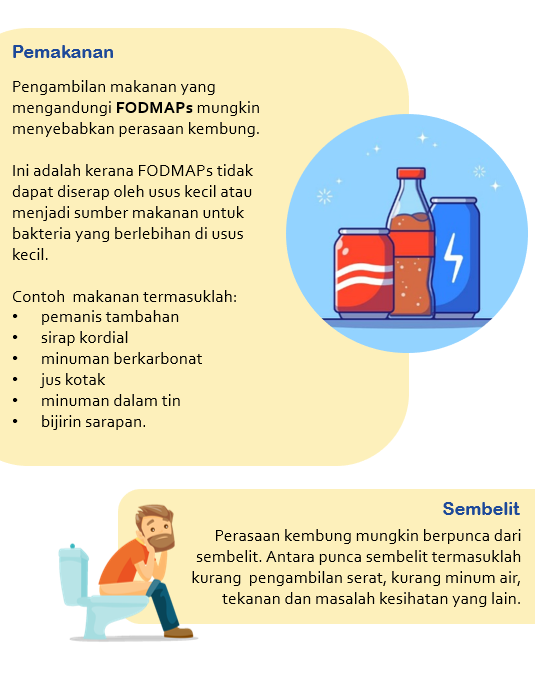 Pemakanan
Pengambilan makanan yang
mengandungi FODMAPs mungkin
menyebabkan perasaan kembung.
Ini adalah kerana FODMAPs tidak
dapat diserap oleh usus kecil atau
menjadi sumber makanan untuk
bakteria yang berlebihan di usus
kecil.
Contoh  makanan termasuklah:
• pemanis tambahan
• sirap kordial
• minuman berkarbonat
• jus kotak
• minuman dalam tin
• bijirin sarapan.
Sembelit
Perasaan kembung mungkin berpunca dari
sembelit. Antara punca sembelit termasuklah
kurang  pengambilan serat, kurang minum air,
tekanan dan masalah kesihatan yang lain.